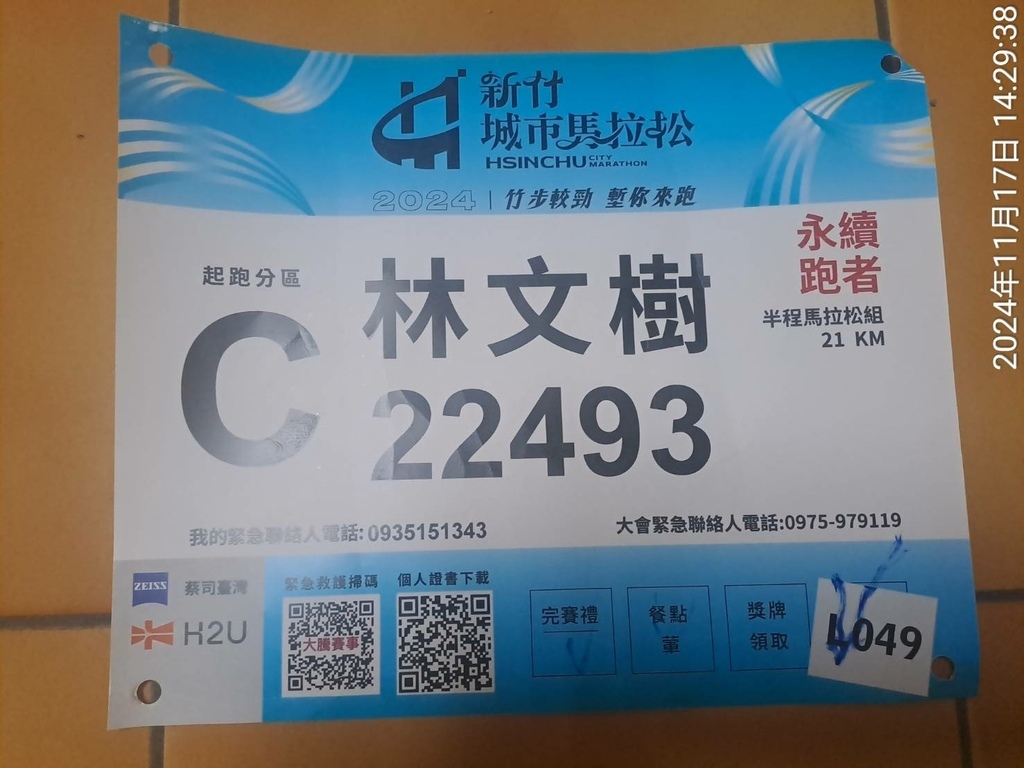 新竹
城市馬拉松
HSINCHU CITY MARATHON
2024 | 竹步較勁 塹你來跑
永續
跑者
半程馬拉松組
21 KM
起跑分區
C
林文樹
22493
我的緊急聯絡人電話:0935151343
大會緊急聯絡人電話:0975-979119
ZEISS 蔡司臺灣
H2U
緊急救護掃碼
大騰賽事
個人證書下載
完賽禮
餐點
葷
獎牌
領取
L049
2024年11月17日 14:29:38